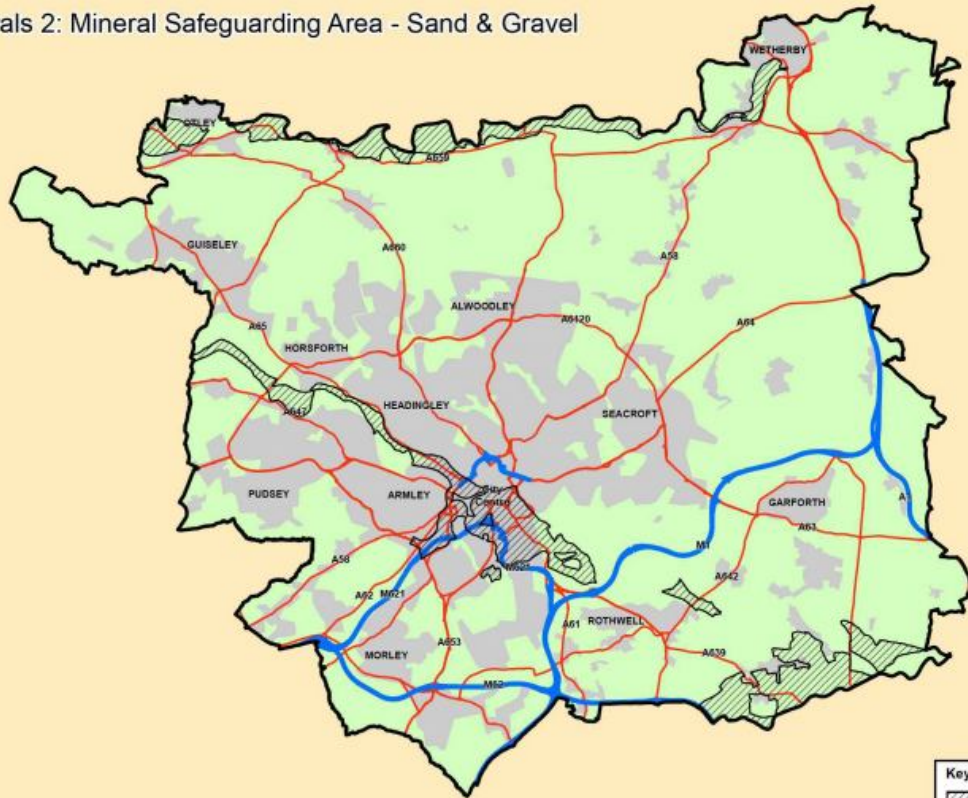 als 2: Mineral Safeguarding Area - Sand & Gravel
WETHERBY
OTLEY
A659
GUISELEY
A660
A58
ALWOODLEY
A6120
A64
A65
HORSFORTH
HEADINGLEY
SEACROFT
A647
City
Centre
PUDSEY
ARMLEY
GARFORTH
A1
A63
M1
A58
M621
A642
A62
M621
A61
ROTHWELL
A653
A639
MORLEY
M62
Key